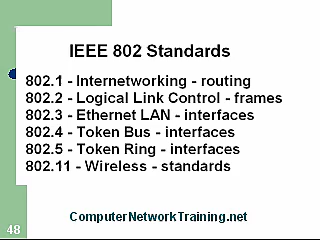 IEEE 802 Standards
802.1 - Internetworking - routing
802.2 - Logical Link Control - frames
802.3 - Ethernet LAN - interfaces
802.4 - Token Bus - interfaces
802.5 - Token Ring - interfaces
802.11 - Wireless - standards
ComputerNetworkTraining.net
48